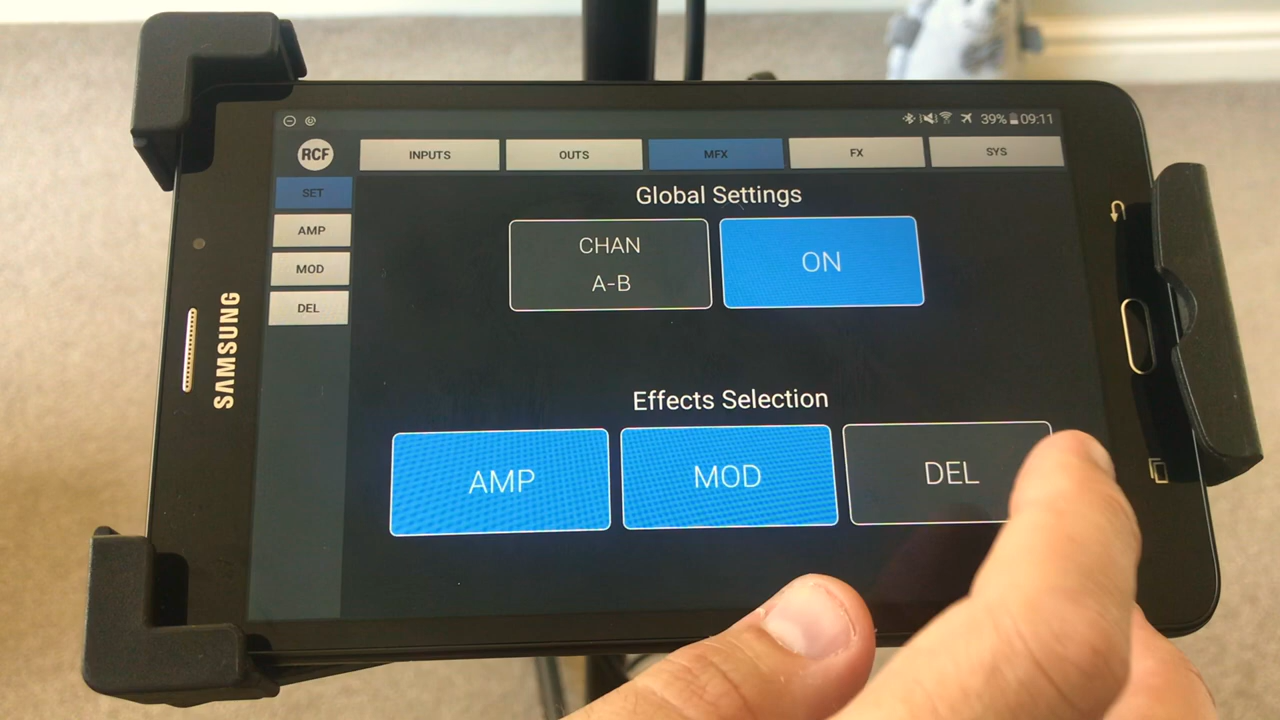 39% 09:11
RCF
INPUTS
OUTS
MFX
FX
SYS
SET
AMP
MOD
DEL
Global Settings
CHAN
A-B
ON
Effects Selection
AMP
MOD
DEL
SAMSUNG